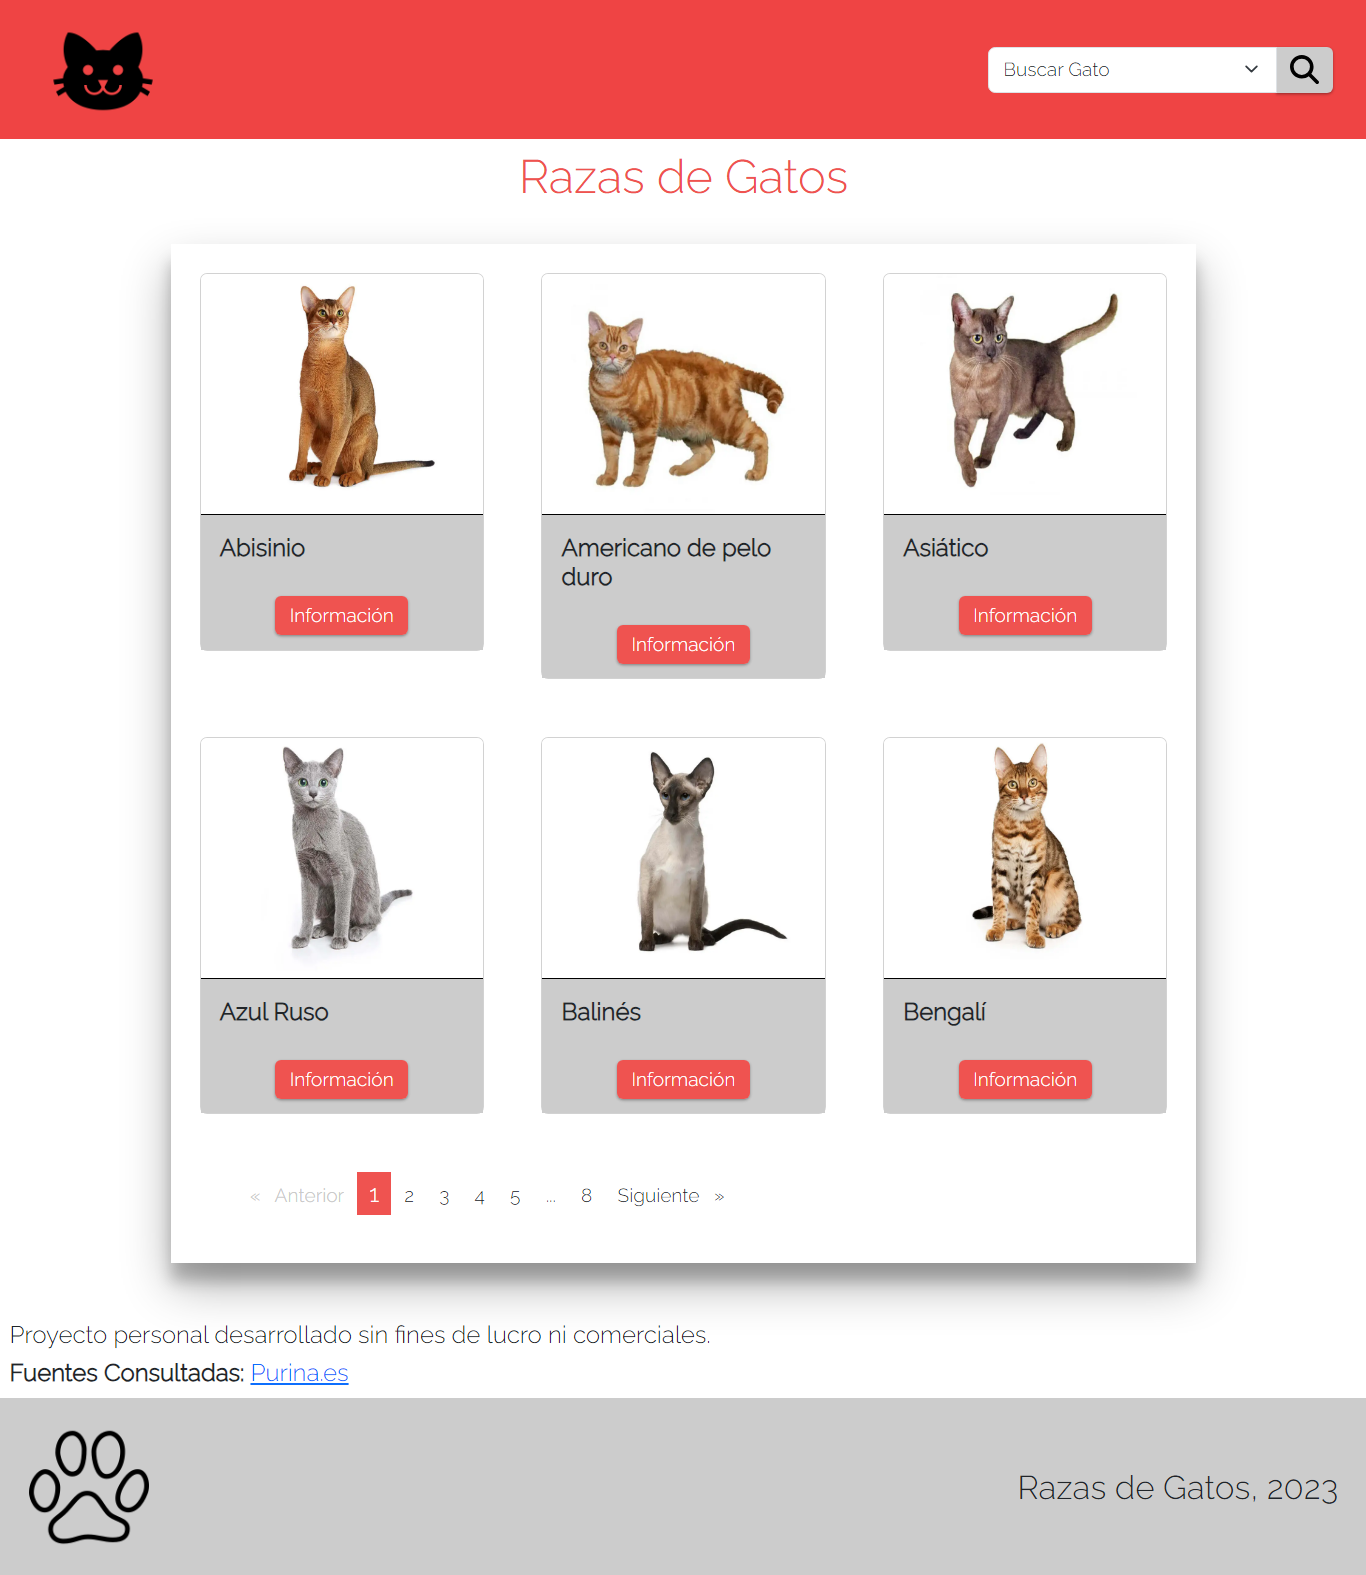 Buscar Gato
Razas de Gatos
Abisinio
Información
Americano de pelo
duro
Información
Asiático
Información
Azul Ruso
Información
Balinés
Información
Bengalí
Información
« Anterior 1 2 3 4 5 ... 8 Siguiente »
Proyecto personal desarrollado sin fines de lucro ni comerciales.
Fuentes Consultadas: Purina.es
Razas de Gatos, 2023